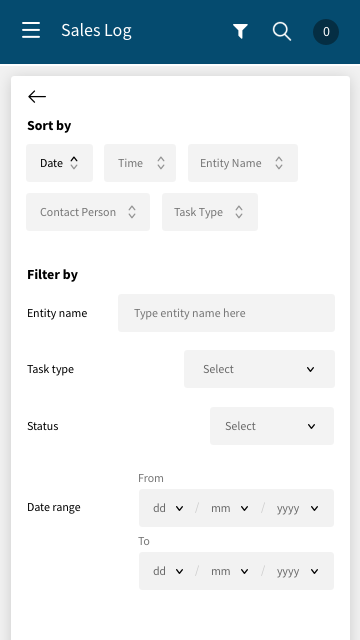 Sales Log
0
Sort by
Date
Time
Entity Name
Contact Person
Task Type
Filter by
Entity name
Type entity name here
Task type
Select
Status
Select
From
Date range
dd / mm / yyyy
To
dd / mm / yyyy